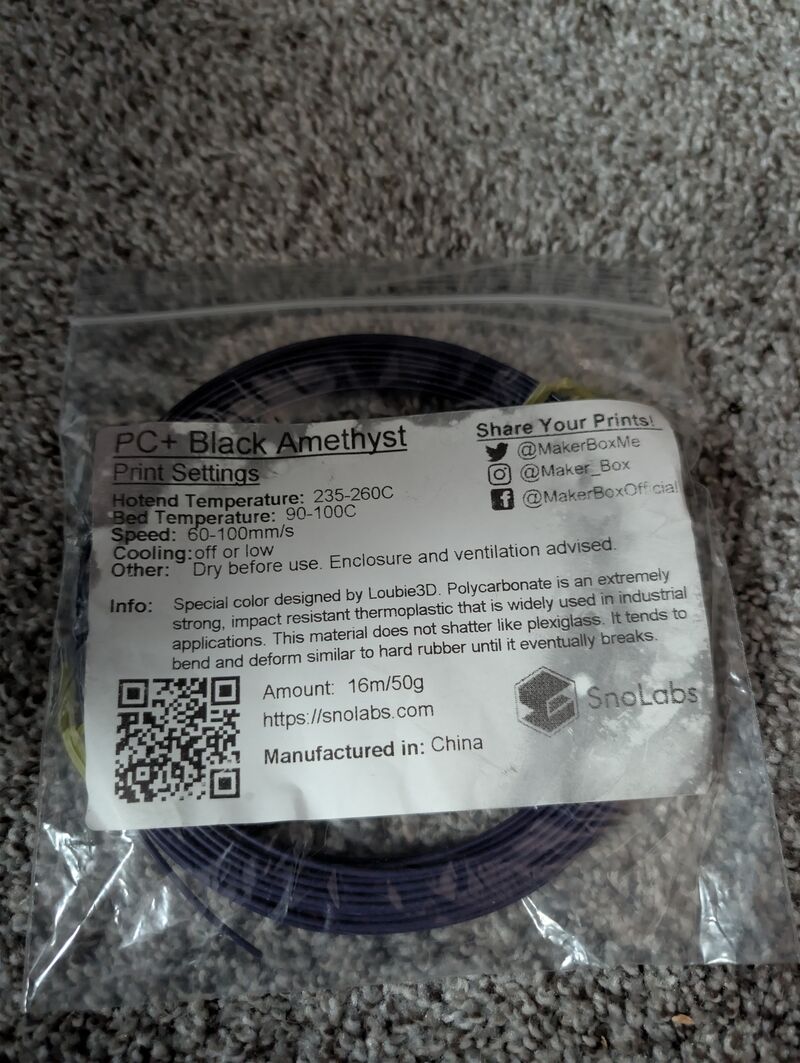 PC+ Black Amethyst
Print Settings
Hotend Temperature: 235-260C
Bed Temperature: 90-100C
Speed: 60-100mm/s
Cooling: off or low
Other: Dry before use. Enclosure and ventilation advised.
Share Your Prints!
@MakerBoxMe
@Maker_Box
@MakerBoxOfficial
Info: Special color designed by Loubie3D. Polycarbonate is an extremely
strong, impact resistant thermoplastic that is widely used in industrial
applications. This material does not shatter like plexiglass. It tends to
bend and deform similar to hard rubber until it eventually breaks.
Amount: 16m/50g
https://snolabs.com
Manufactured in: China
SnoLabs